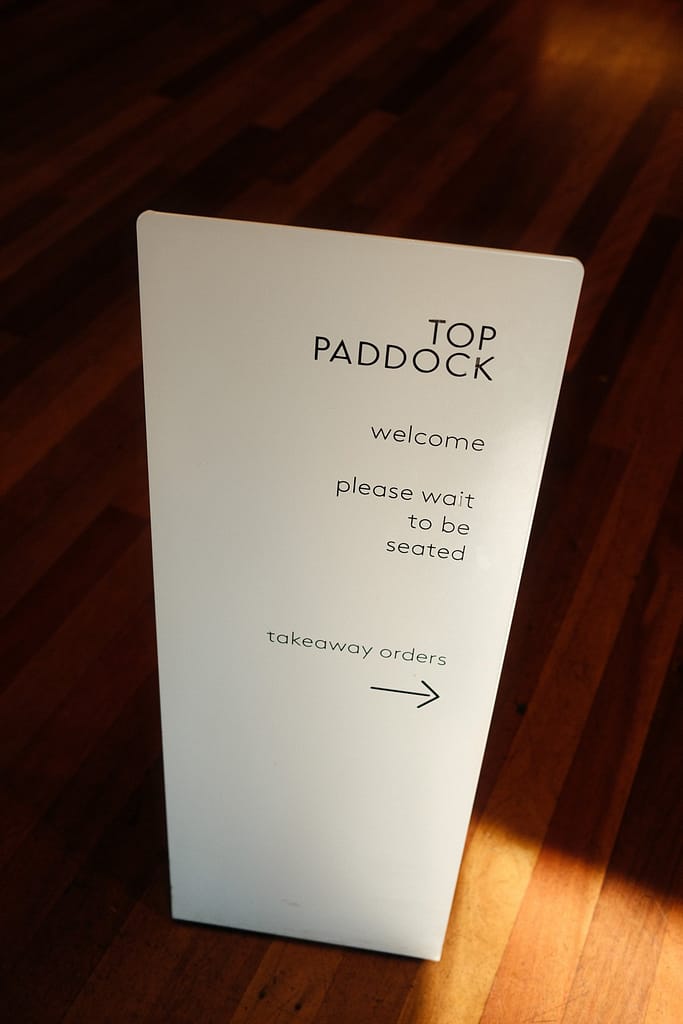 TOP
PADDOCK
welcome
please wait
to be
seated
takeaway orders